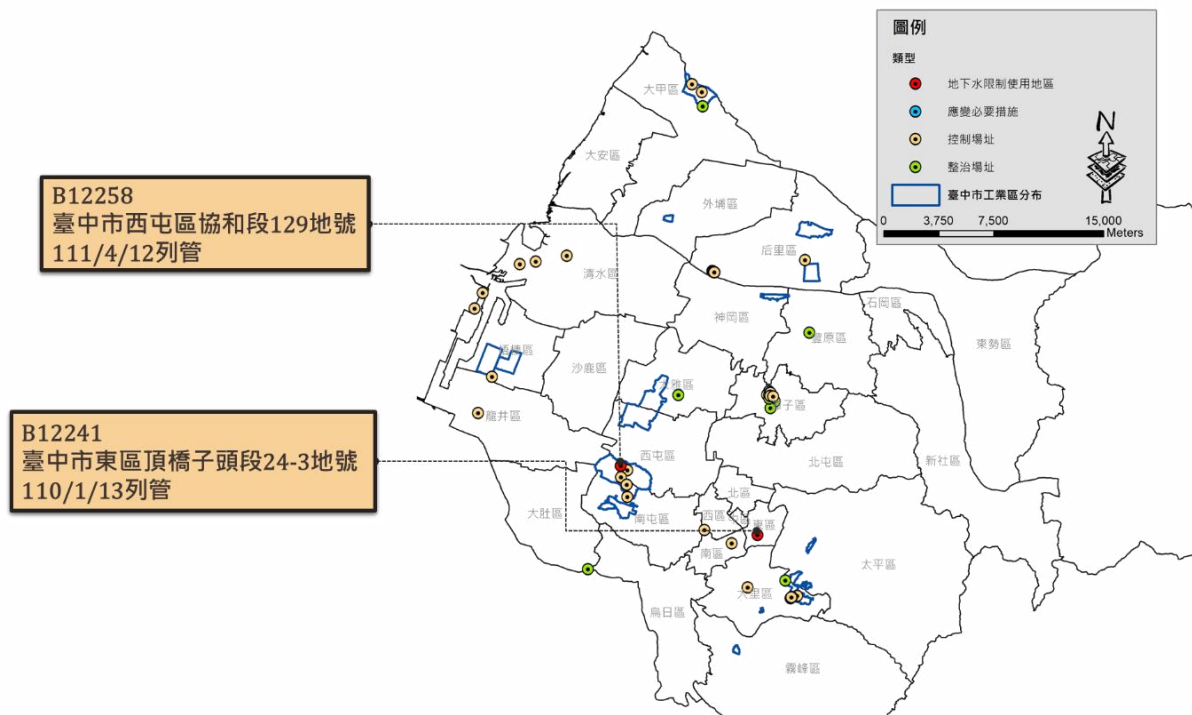 圖例
類型
地下水限制使用地區
應變必要措施
控制場址
整治場址
臺中市工業區分布
N
0 3,750 7,500 15,000
Meters
B12258
臺中市西屯區協和段129地號
111/4/12列管
B12241
臺中市東區頂橋子頭段24-3地號
110/1/13列管
大甲區
大安區
外埔區
后里區
清水區
神岡區
石岡區
豐原區
東勢區
梧棲區
沙鹿區
大雅區
子區
龍井區
西屯區
北屯區
新社區
北區
大肚區
南屯區
西區
東區
南區
太平區
大里區
烏日區
霧峰區